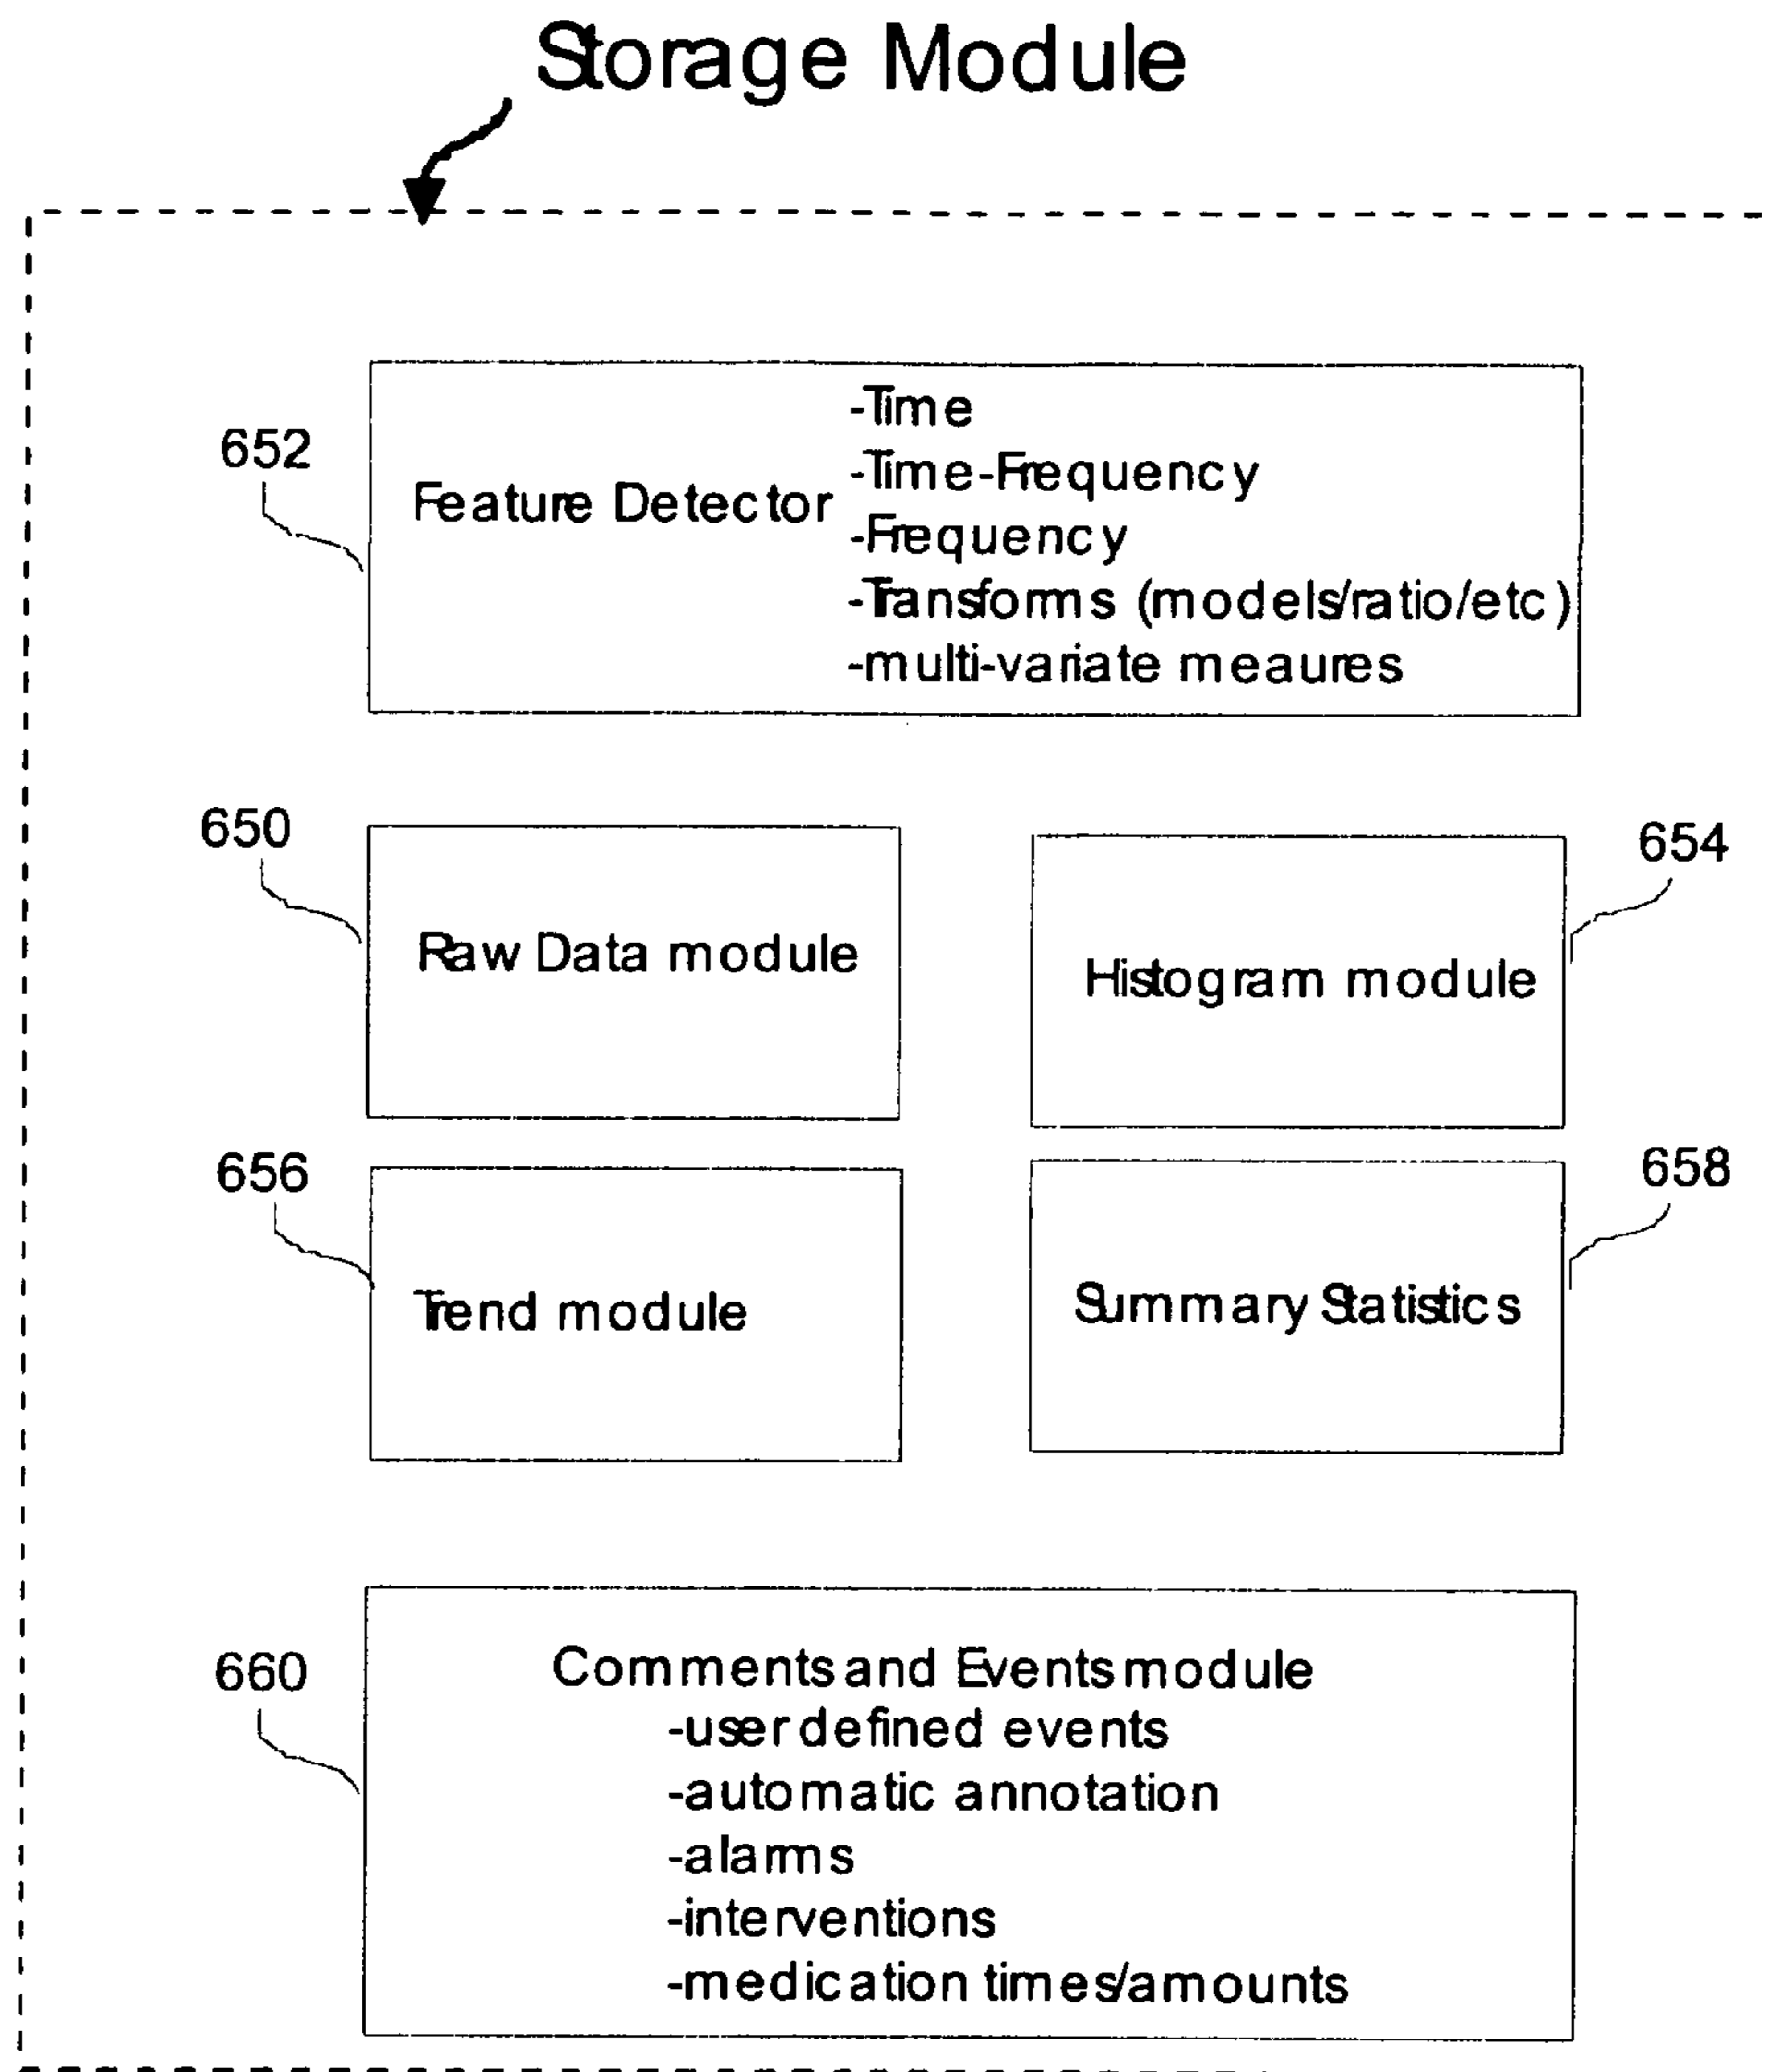 Storage Module
652
Feature Detector
-Time
-Time-Frequency
-Frequency
-Transforms (models/ratio/etc)
-multi-variate meaures
650
Raw Data module
654
Histogram module
656
Trend module
658
Summary Statistics
660
Comments and Events module
-user defined events
-automatic annotation
-alarms
-interventions
-medication times/amounts